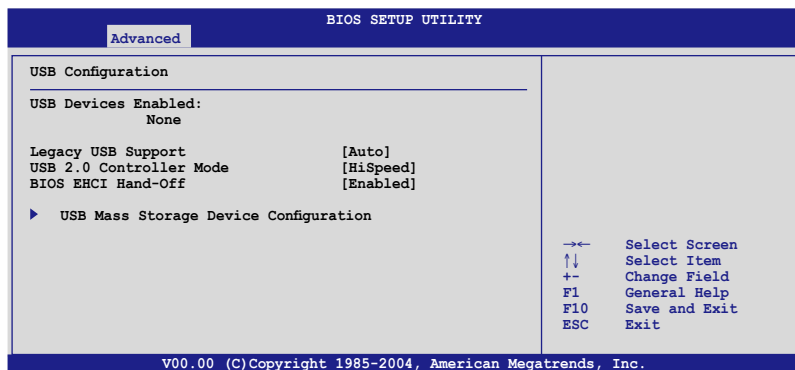 BIOS SETUP UTILITY
Advanced
USB Configuration
USB Devices Enabled:
None
Legacy USB Support [Auto]
USB 2.0 Controller Mode [HiSpeed]
BIOS EHCI Hand-Off [Enabled]
USB Mass Storage Device Configuration
→← Select Screen
↑↓ Select Item
+- Change Field
F1 General Help
F10 Save and Exit
ESC Exit
V00.00 (C)Copyright 1985-2004, American Megatrends, Inc.